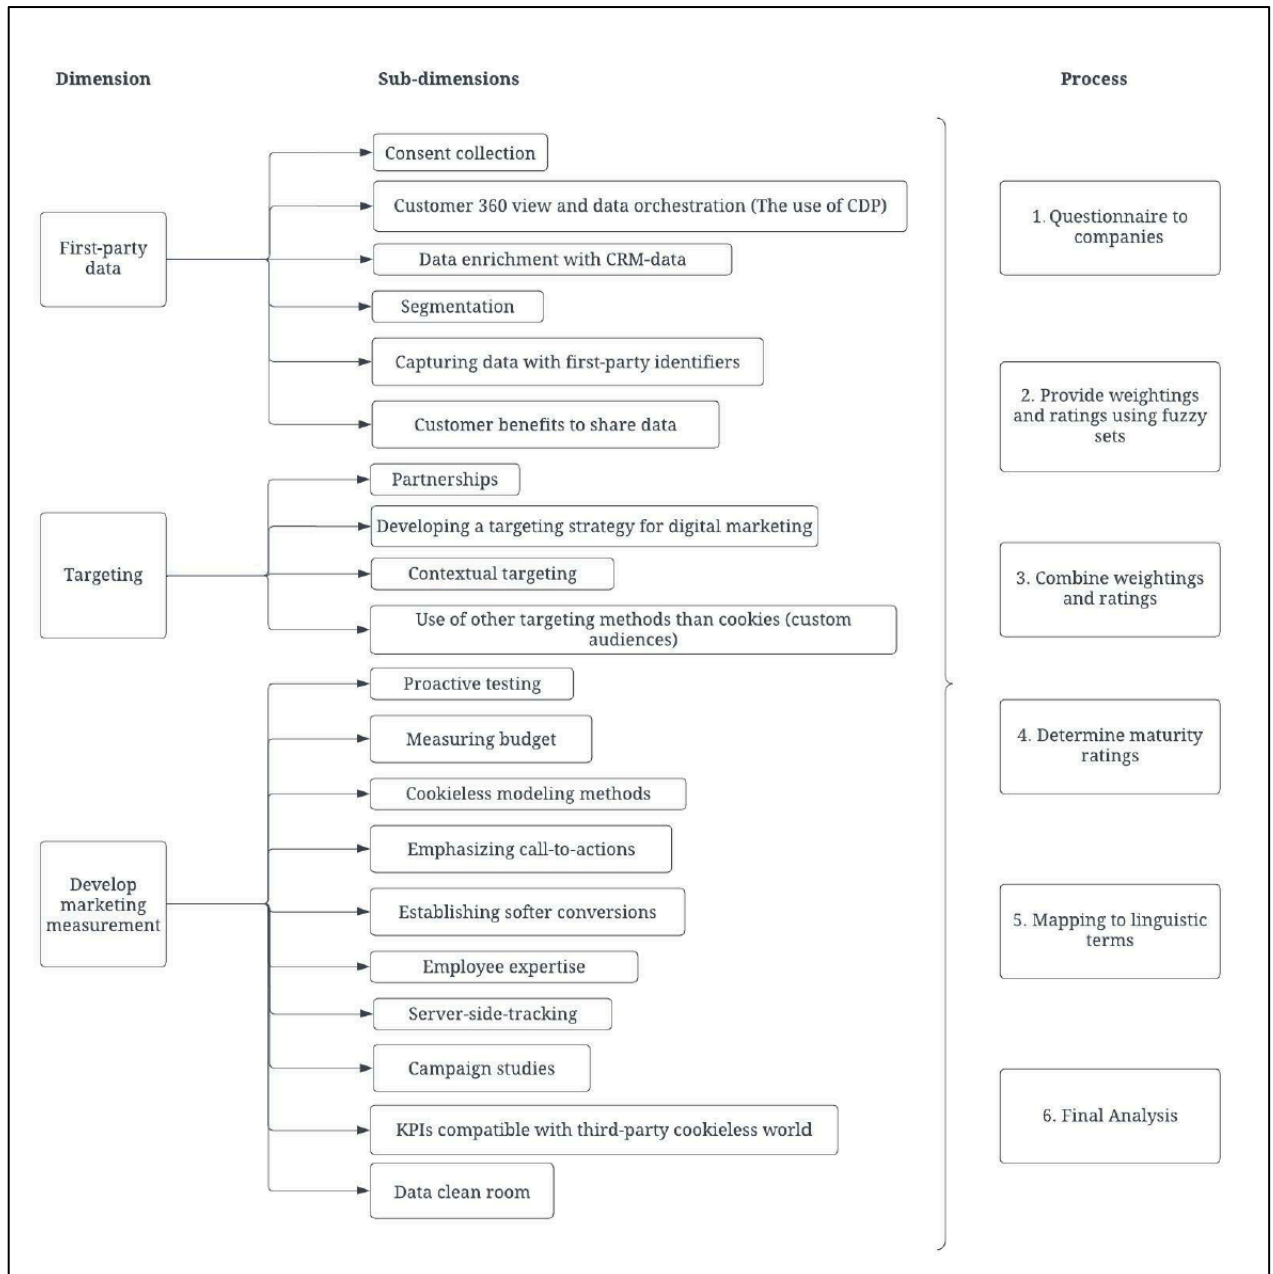 Dimension
Sub-dimensions
Process
First-party
data
Consent collection
Customer 360 view and data orchestration (The use of CDP)
Data enrichment with CRM-data
Segmentation
Capturing data with first-party identifiers
Customer benefits to share data
Targeting
Partnerships
Developing a targeting strategy for digital marketing
Contextual targeting
Use of other targeting methods than cookies (custom
audiences)
Develop
marketing
measurement
Proactive testing
Measuring budget
Cookieless modeling methods
Emphasizing call-to-actions
Establishing softer conversions
Employee expertise
Server-side-tracking
Campaign studies
KPIs compatible with third-party cookieless world
Data clean room
1. Questionnaire to
companies
2. Provide weightings
and ratings using fuzzy
sets
3. Combine weightings
and ratings
4. Determine maturity
ratings
5. Mapping to linguistic
terms
6. Final Analysis